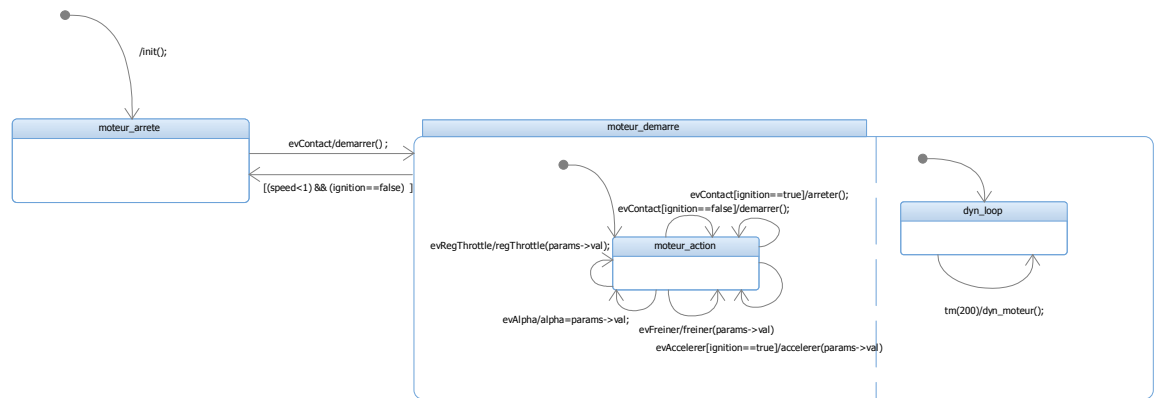 /init();
moteur_arrete
evContact/demarrer() ;
[(speed<1) && (ignition==false)  ]
moteur_demarre
evContact[ignition==true]/arreter();
evContact[ignition==false]/demarrer();
evRegThrottle/regThrottle(params->val);
moteur_action
evAlpha/alpha=params->val;
evFreiner/freiner(params->val)
evAccelerer[ignition==true]/accelerer(params->val)
dyn_loop
tm(200)/dyn_moteur();